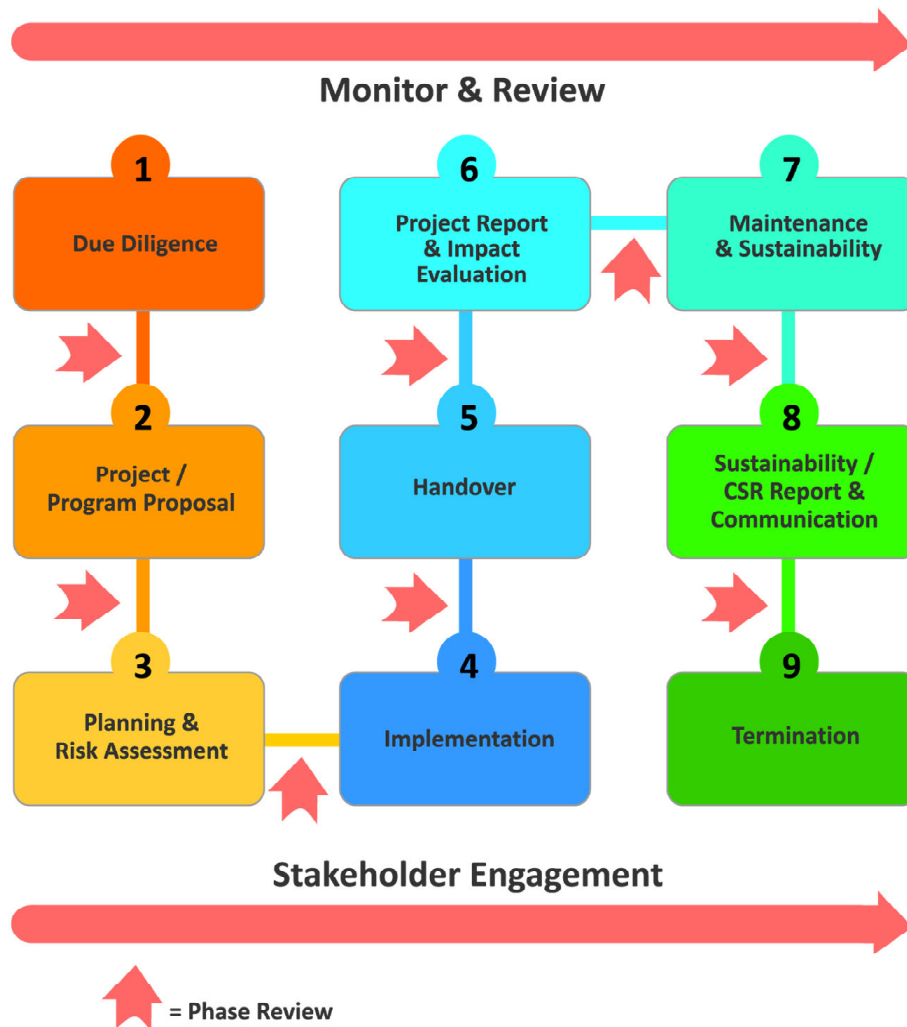 Monitor & Review
1
Due Diligence
2
Project /
Program Proposal
3
Planning &
Risk Assessment
4
Implementation
5
Handover
6
Project Report
& Impact
Evaluation
7
Maintenance
& Sustainability
8
Sustainability /
CSR Report &
Communication
9
Termination
Stakeholder Engagement
= Phase Review